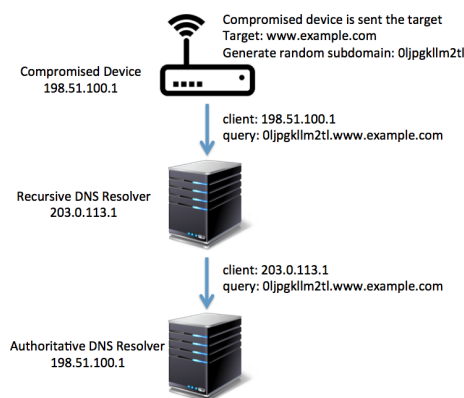 Compromised device is sent the target
Target: www.example.com
Generate random subdomain: 0ljpgkllm2tl
Compromised Device
198.51.100.1
client: 198.51.100.1
query: 0ljpgkllm2tl.www.example.com
Recursive DNS Resolver
203.0.113.1
client: 203.0.113.1
query: 0ljpgkllm2tl.www.example.com
Authoritative DNS Resolver
198.51.100.1